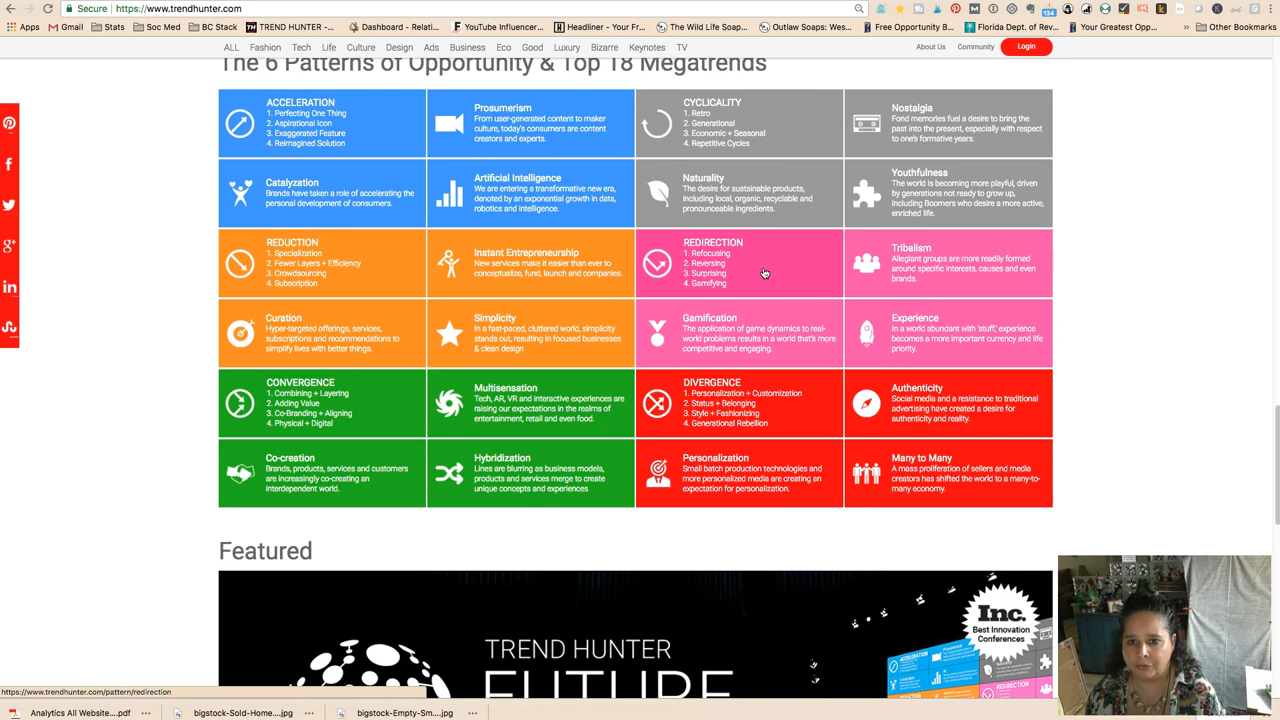 Secure | https://www.trendhunter.com
134
Apps Gmail Stats Soc Med BC Stack TREND HUNTER - ... Dashboard - Relati... YouTube Influencer... Headliner - Your Fr... The Wild Life Soap... Outlaw Soaps: Wes... Free Opportunity B... Florida Dept. of Rev... Your Greatest Opp... » Other Bookmarks
ALL Fashion Tech Life Culture Design Ads Business Eco Good Luxury Bizarre Keynotes TV About Us Community Login
The 6 Patterns of Opportunity & Top 18 Megatrends
ACCELERATION
1. Perfecting One Thing
2. Aspirational Icon
3. Exaggerated Feature
4. Reimagined Solution
Prosumerism
From user-generated content to maker
culture, today's consumers are content
creators and experts.
CYCLICALITY
1. Retro
2. Generational
3. Economic + Seasonal
4. Repetitive Cycles
Nostalgia
Fond memories fuel a desire to bring the
past into the present, especially with respect
to one's formative years.
Catalyzation
Brands have taken a role of accelerating the
personal development of consumers.
Artificial Intelligence
We are entering a transformative new era,
denoted by an exponential growth in data,
robotics and intelligence.
Naturality
The desire for sustainable products,
including local, organic, recyclable and
pronounceable ingredients.
Youthfulness
The world is becoming more playful, driven
by generations not ready to grow up,
including Boomers who desire a more active,
enriched life.
REDUCTION
1. Specialization
2. Fewer Layers + Efficiency
3. Crowdsourcing
4. Subscription
Instant Entrepreneurship
New services make it easier than ever to
conceptualize, fund, launch and companies.
REDIRECTION
1. Refocusing
2. Reversing
3. Surprising
4. Gamifying
Tribalism
Allegiant groups are more readily formed
around specific interests, causes and even
brands.
Curation
Hyper-targeted offerings, services,
subscriptions and recommendations to
simplify lives with better things.
Simplicity
In a fast-paced, cluttered world, simplicity
stands out, resulting in focused businesses
& clean design
Gamification
The application of game dynamics to real-
world problems results in a world that's more
competitive and engaging.
Experience
In a world abundant with 'stuff', experience
becomes a more important currency and life
priority.
CONVERGENCE
1. Combining + Layering
2. Adding Value
3. Co-Branding + Aligning
4. Physical + Digital
Multisensation
Tech, AR, VR and interactive experiences are
raising our expectations in the realms of
entertainment, retail and even food.
DIVERGENCE
1. Personalization + Customization
2. Status + Belonging
3. Style + Fashionizing
4. Generational Rebellion
Authenticity
Social media and a resistance to traditional
advertising have created a desire for
authenticity and reality.
Co-creation
Brands, products, services and customers
are increasingly co-creating an
interdependent world.
Hybridization
Lines are blurring as business models,
products and services merge to create
unique concepts and experiences
Personalization
Small batch production technologies and
more personalized media are creating an
expectation for personalization.
Many to Many
A mass proliferation of sellers and media
creators has shifted the world to a many-to-
many economy.
Featured
TREND HUNTER
FUTURE
Inc.
Best Innovation
Conferences
https://www.trendhunter.com/pattern/redirection
Analytics All Website....pdf bigstock-Sold-Home....jpg bigstock-Empty-Sm....jpg